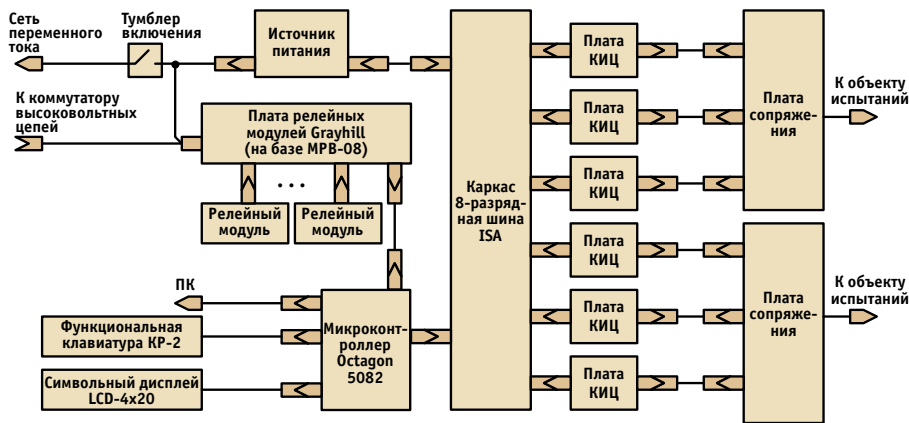 Сеть
переменного
тока
Тумблер
включения
Источник
питания
К коммутатору
высоковольтных
цепей
Плата релейных
модулей Grayhill
(на базе MPB-08)
...
Релейный
модуль
Релейный
модуль
ПК
Функциональная
клавиатура КР-2
Символьный дисплей
LCD-4x20
Микроконт-
роллер
Octagon
5082
Каркас
8-разряд-
ная шина
ISA
Плата
КИЦ
Плата
КИЦ
Плата
КИЦ
Плата
КИЦ
Плата
КИЦ
Плата
КИЦ
Плата
сопряже-
ния
К объекту
испытаний
Плата
сопряже-
ния
К объекту
испытаний